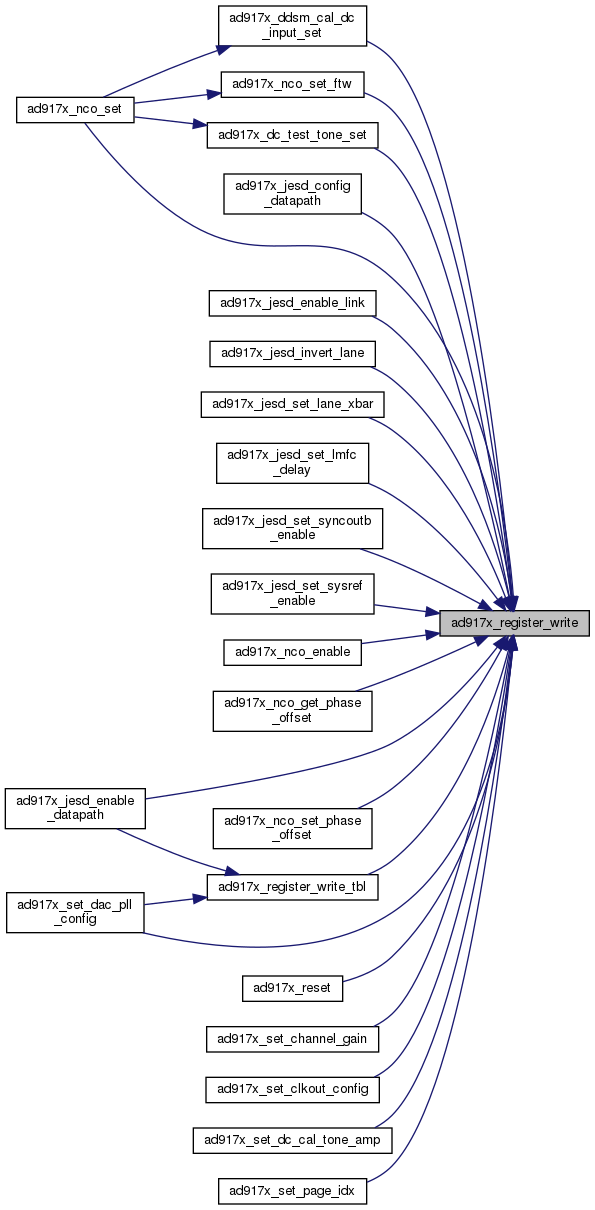 ad917x_ddsm_cal_dc
_input_set
ad917x_nco_set_ftw
ad917x_nco_set
ad917x_dc_test_tone_set
ad917x_jesd_config
_datapath
ad917x_jesd_enable_link
ad917x_jesd_invert_lane
ad917x_jesd_set_lane_xbar
ad917x_jesd_set_lmfc
_delay
ad917x_jesd_set_syncoutb
_enable
ad917x_jesd_set_sysref
_enable
ad917x_register_write
ad917x_nco_enable
ad917x_nco_get_phase
_offset
ad917x_jesd_enable
_datapath
ad917x_nco_set_phase
_offset
ad917x_register_write_tbl
ad917x_set_dac_pll
_config
ad917x_reset
ad917x_set_channel_gain
ad917x_set_clkout_config
ad917x_set_dc_cal_tone_amp
ad917x_set_page_idx